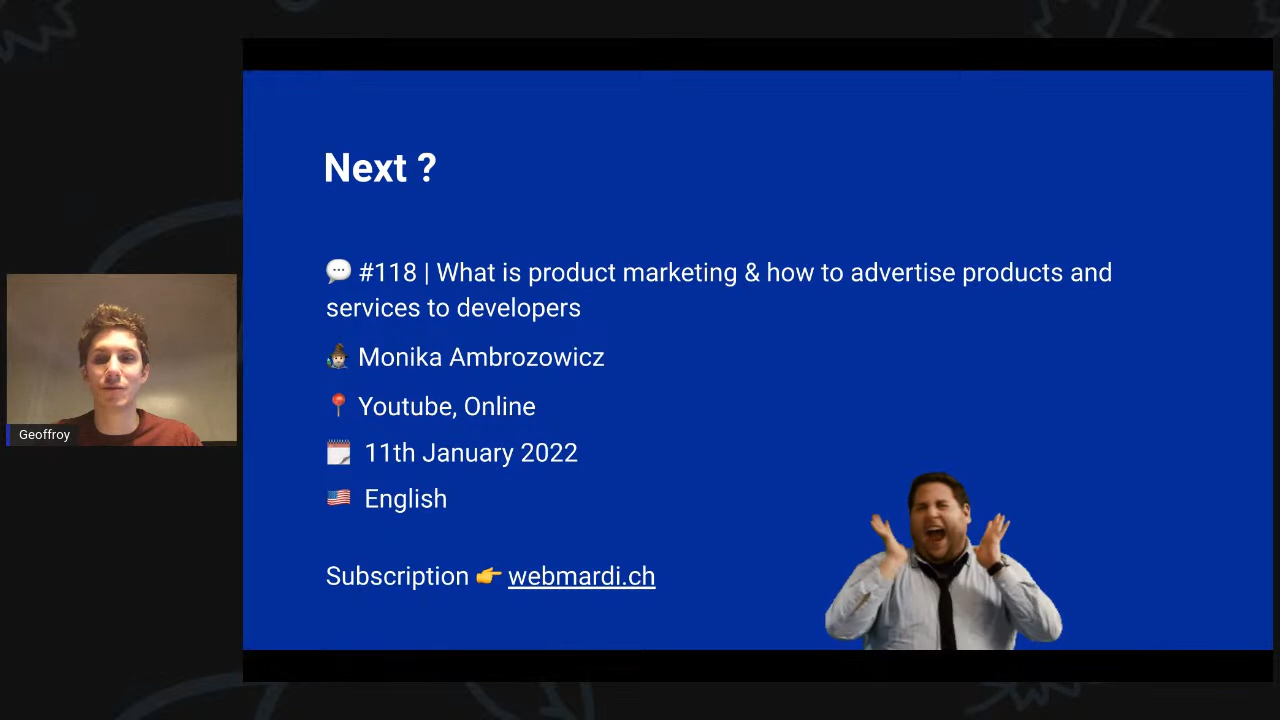 Next ?
💬 #118 | What is product marketing & how to advertise products and
services to developers
Monika Ambrozowicz
📍 Youtube, Online
🗓️ 11th January 2022
🇺🇸 English
Subscription 👉 webmardi.ch
Geoffroy